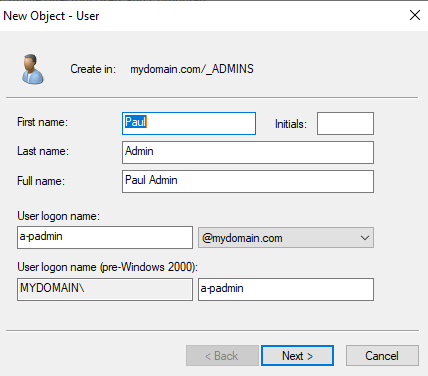 New Object - User
Create in: mydomain.com/_ADMINS
First name: Paul Initials:
Last name: Admin
Full name: Paul Admin
User logon name:
a-padmin @mydomain.com
User logon name (pre-Windows 2000):
MYDOMAIN\ a-padmin
< Back Next > Cancel